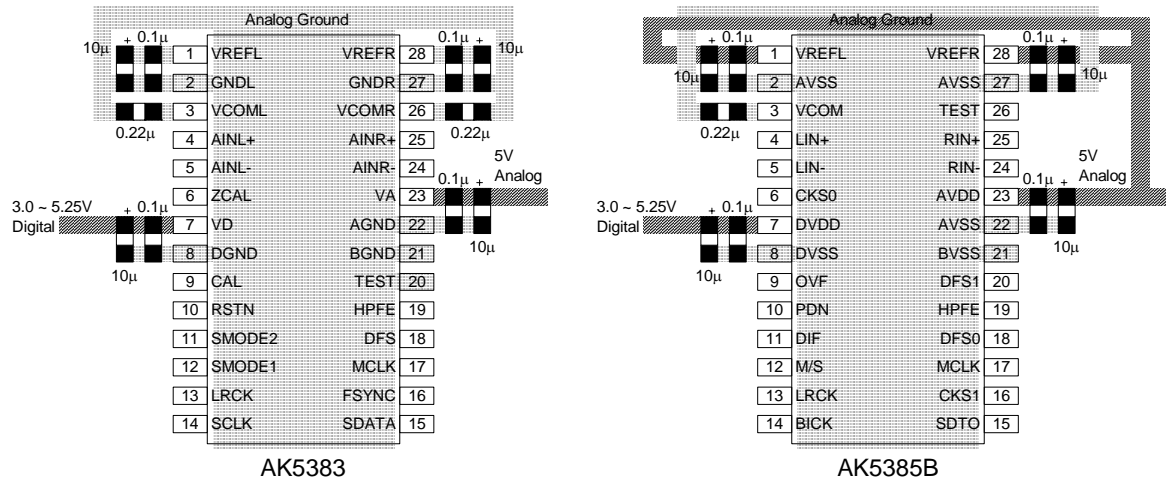 Analog Ground
10μ + 0.1μ
0.1μ + 10μ
1 VREFL VREFR 28
2 GNDL GNDR 27
3 VCOML VCOMR 26
0.22μ
0.22μ
4 AINL+ AINR+ 25
5 AINL- AINR- 24
5V
Analog
0.1μ +
6 ZCAL VA 23
3.0 ~ 5.25V
Digital
+ 0.1μ
7 VD AGND 22
10μ
8 DGND BGND 21
10μ
9 CAL TEST 20
10 RSTN HPFE 19
11 SMODE2 DFS 18
12 SMODE1 MCLK 17
13 LRCK FSYNC 16
14 SCLK SDATA 15
AK5383
Analog Ground
+ 0.1μ
0.1μ +
10μ
10μ
1 VREFL VREFR 28
2 AVSS AVSS 27
3 VCOM TEST 26
0.22μ
4 LIN+ RIN+ 25
5 LIN- RIN- 24
5V
Analog
0.1μ +
6 CKS0 AVDD 23
3.0 ~ 5.25V
Digital
+ 0.1μ
7 DVDD AVSS 22
10μ
8 DVSS BVSS 21
10μ
9 OVF DFS1 20
10 PDN HPFE 19
11 DIF DFS0 18
12 M/S MCLK 17
13 LRCK CKS1 16
14 BICK SDTO 15
AK5385B